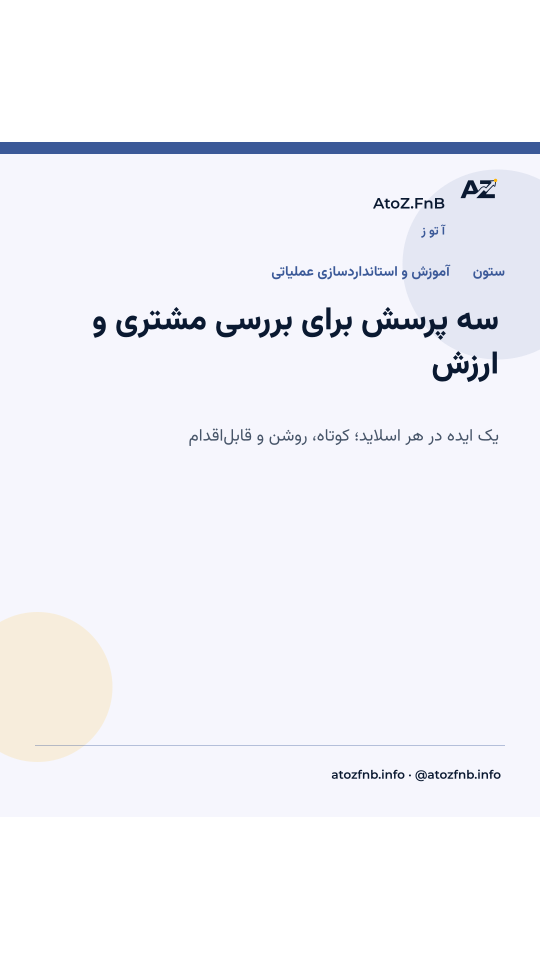 AZ
AtoZ.FnB
آ تو ز
ستون آموزش و استانداردسازی عملیاتی
سه پرسش برای بررسی مشتری و
ارزش
یک ایده در هر اسلاید؛ کوتاه، روشن و قابل‌اقدام
atozfnb.info · @atozfnb.info